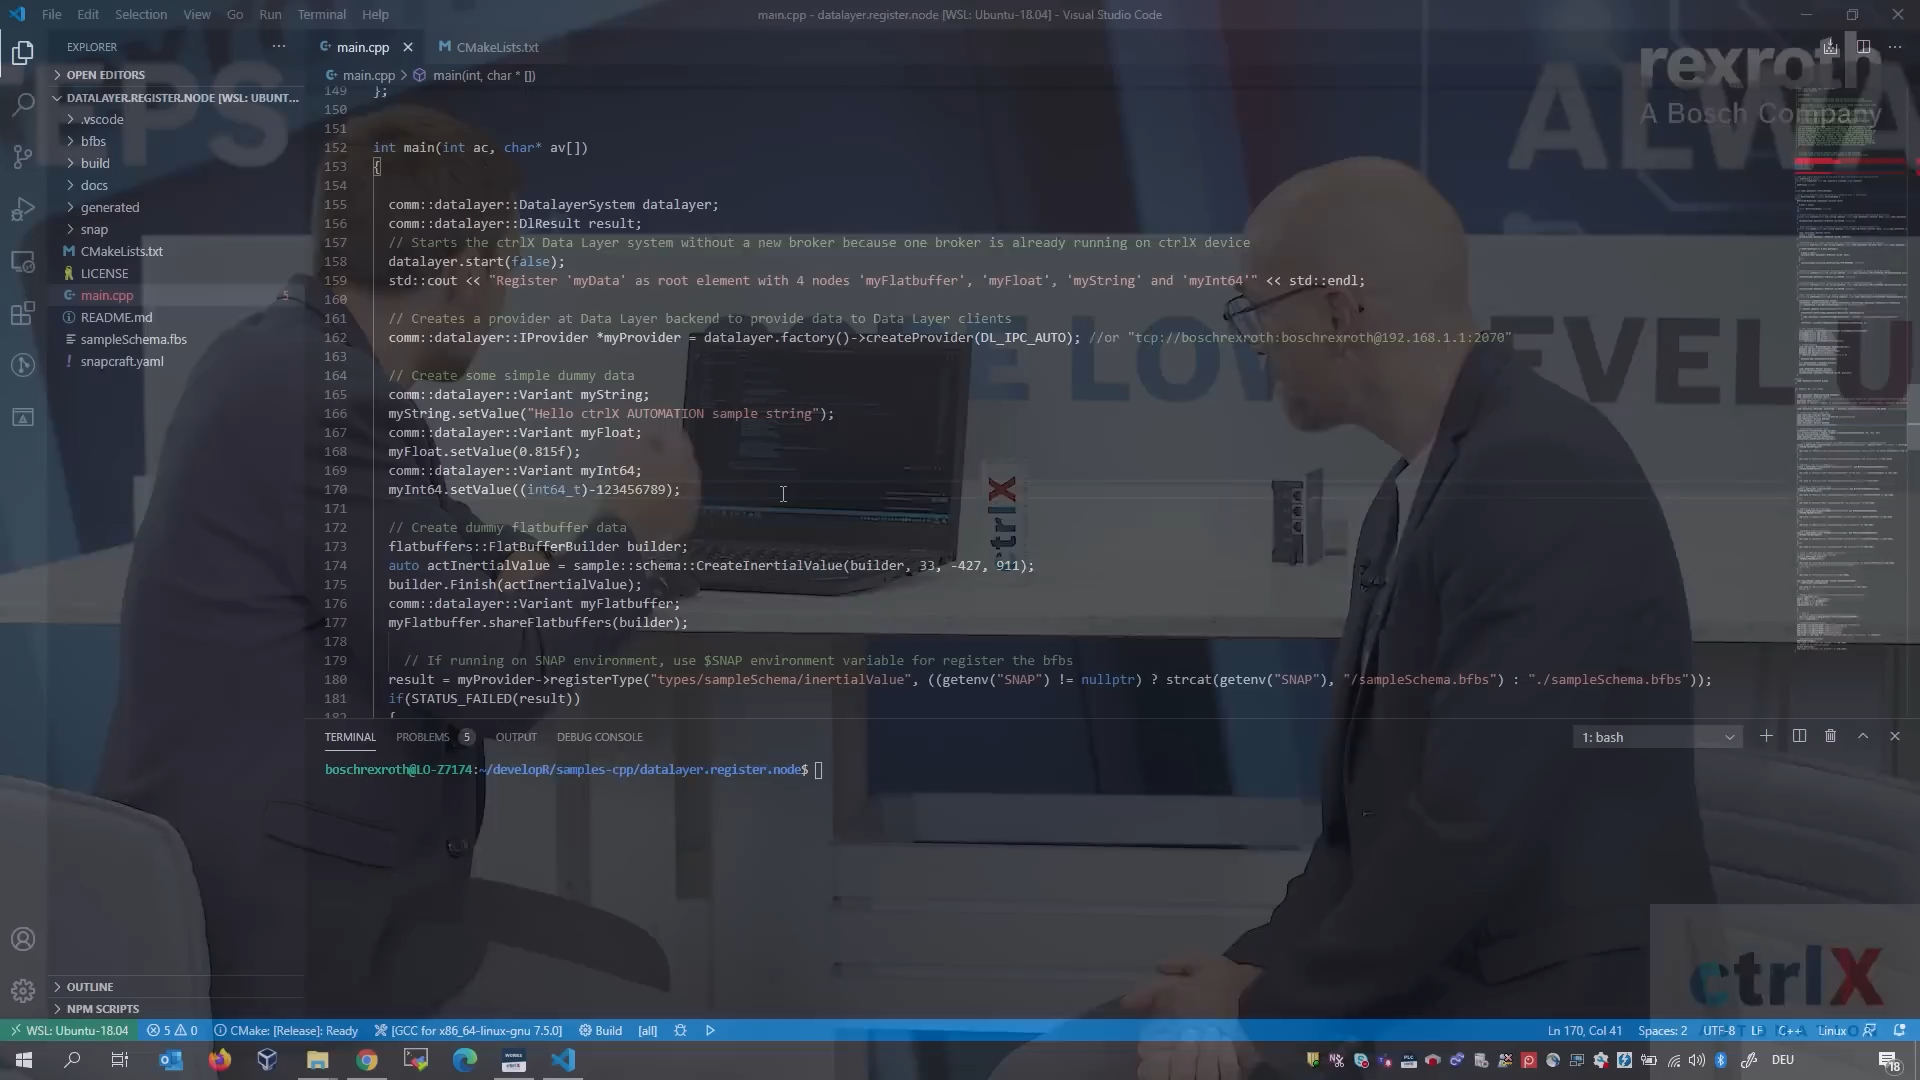 File Edit Selection View Go Run Terminal Help
main.cpp - datalayer.register.node [WSL: Ubuntu-18.04] - Visual Studio Code
EXPLORER
OPEN EDITORS
DATALAYER.REGISTER.NODE [WSL: UBUNT...
.vscode
bfbs
build
docs
generated
snap
CMakeLists.txt
LICENSE
main.cpp 5
README.md
sampleSchema.fbs
snapcraft.yaml
OUTLINE
NPM SCRIPTS
main.cpp CMakeLists.txt
main.cpp > main(int, char * [])
149 };
150
151
152 int main(int ac, char* av[])
153 {
154
155 comm::datalayer::DatalayerSystem datalayer;
156 comm::datalayer::DlResult result;
157 // Starts the ctrlX Data Layer system without a new broker because one broker is already running on ctrlX device
158 datalayer.start(false);
159 std::cout << "Register 'myData' as root element with 4 nodes 'myFlatbuffer', 'myFloat', 'myString' and 'myInt64'" << std::endl;
160
161 // Creates a provider at Data Layer backend to provide data to Data Layer clients
162 comm::datalayer::IProvider *myProvider = datalayer.factory()->createProvider(DL_IPC_AUTO); //or "tcp://boschrexroth:boschrexroth@192.168.1.1:2070"
163
164 // Create some simple dummy data
165 comm::datalayer::Variant myString;
166 myString.setValue("Hello ctrlX AUTOMATION sample string");
167 comm::datalayer::Variant myFloat;
168 myFloat.setValue(0.815f);
169 comm::datalayer::Variant myInt64;
170 myInt64.setValue((int64_t)-123456789);
171
172 // Create dummy flatbuffer data
173 flatbuffers::FlatBufferBuilder builder;
174 auto actInertialValue = sample::schema::CreateInertialValue(builder, 33, -427, 911);
175 builder.Finish(actInertialValue);
176 comm::datalayer::Variant myFlatbuffer;
177 myFlatbuffer.shareFlatbuffers(builder);
178
179 // If running on SNAP environment, use $SNAP environment variable for register the bfbs
180 result = myProvider->registerType("types/sampleSchema/inertialValue", ((getenv("SNAP") != nullptr) ? strcat(getenv("SNAP"), "/sampleSchema.bfbs") : "./sampleSchema.bfbs"));
181 if(STATUS_FAILED(result))
182 {
TERMINAL PROBLEMS 5 OUTPUT DEBUG CONSOLE 1: bash
boschrexroth@LO-Z7174:~/developR/samples-cpp/datalayer.register.node$
rexroth
A Bosch Company
ctrlX
ctrlX
WSL: Ubuntu-18.04 5 0 CMake: [Release]: Ready [GCC for x86_64-linux-gnu 7.5.0] Build [all] Ln 170, Col 41 Spaces: 2 UTF-8 LF C++ Linux
DEU 18